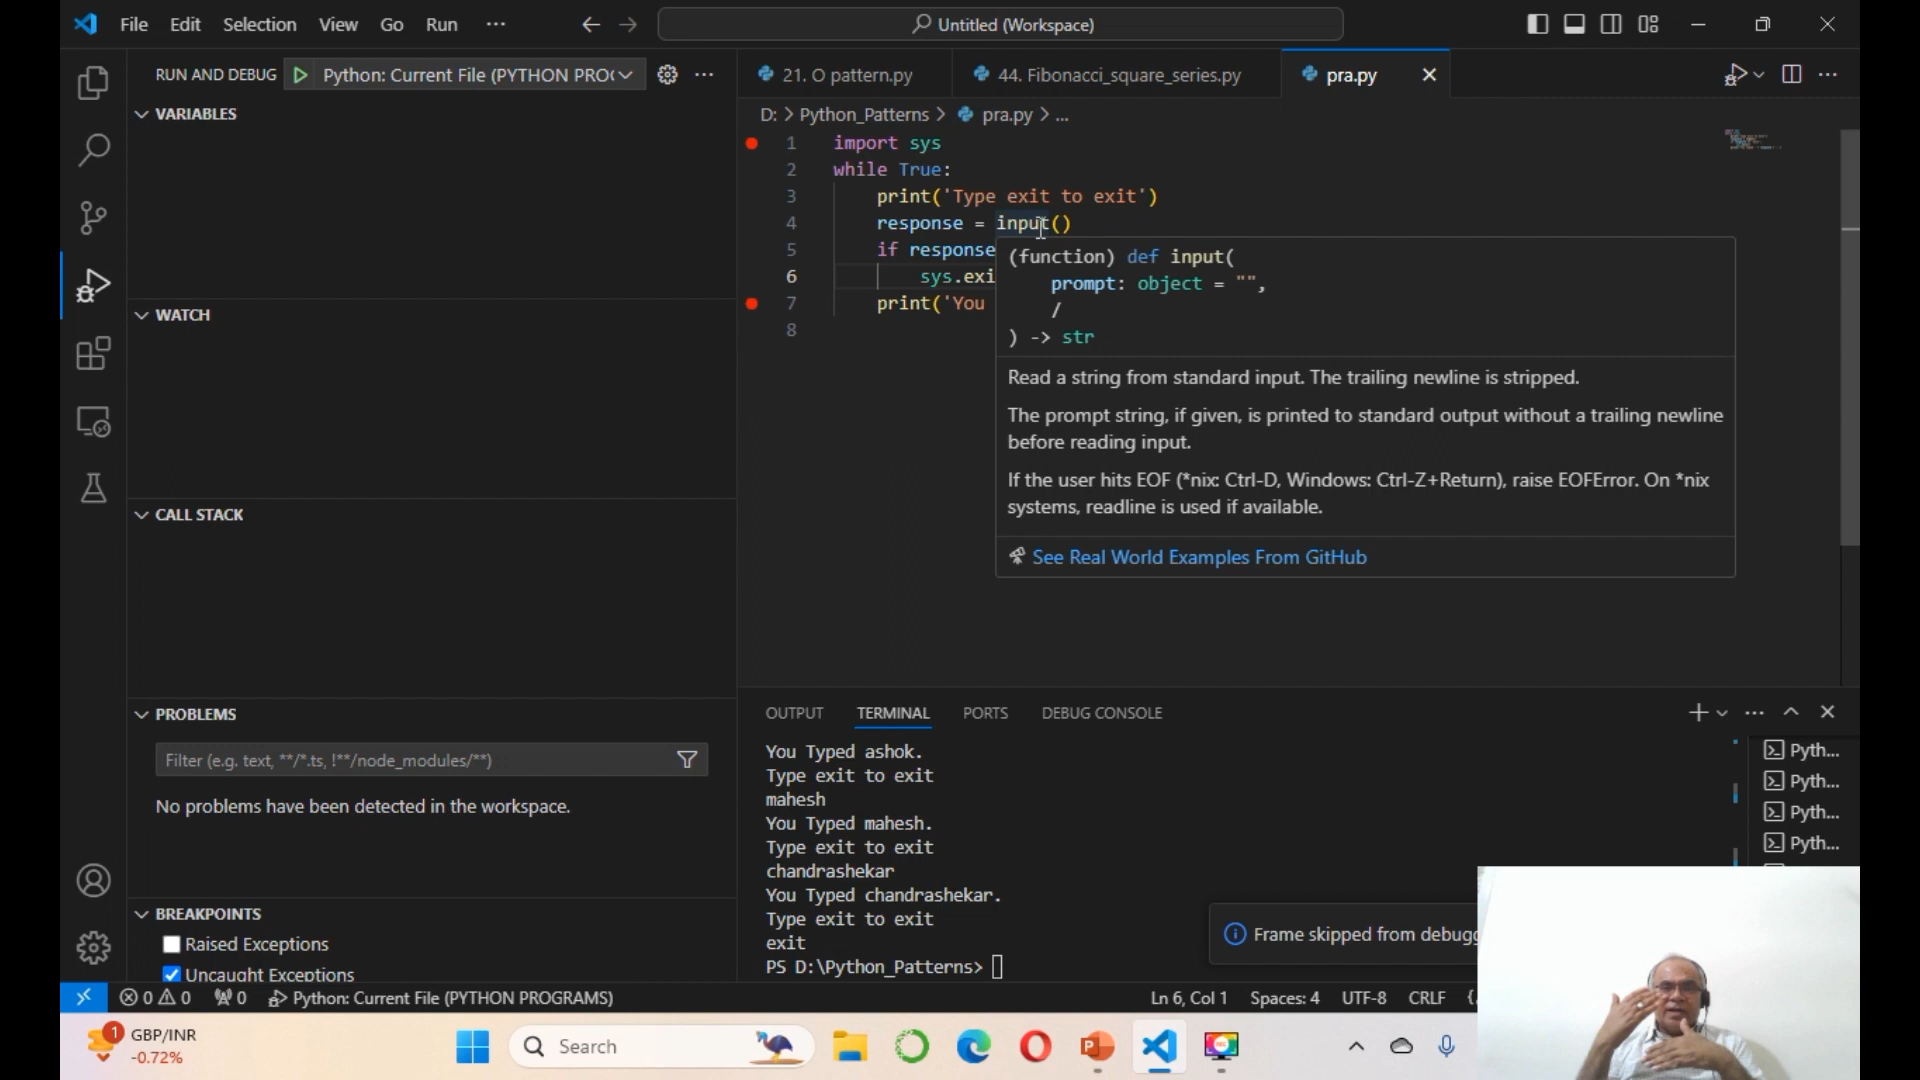 File Edit Selection View Go Run ... Untitled (Workspace)
RUN AND DEBUG Python: Current File (PYTHON PRO
21. O pattern.py 44. Fibonacci_square_series.py pra.py
D: > Python_Patterns > pra.py > ...
VARIABLES
WATCH
CALL STACK
PROBLEMS
Filter (e.g. text, **/*.ts, !**/node_modules/**)
No problems have been detected in the workspace.
BREAKPOINTS
Raised Exceptions
Uncaught Exceptions
1 import sys
2 while True:
3 print('Type exit to exit')
4 response = input()
5 if response
6 sys.exi
7 print('You
8
(function) def input(
prompt: object = "",
/
) -> str
Read a string from standard input. The trailing newline is stripped.
The prompt string, if given, is printed to standard output without a trailing newline
before reading input.
If the user hits EOF (*nix: Ctrl-D, Windows: Ctrl-Z+Return), raise EOFError. On *nix
systems, readline is used if available.
See Real World Examples From GitHub
OUTPUT TERMINAL PORTS DEBUG CONSOLE
You Typed ashok.
Type exit to exit
mahesh
You Typed mahesh.
Type exit to exit
chandrashekar
You Typed chandrashekar.
Type exit to exit
exit
PS D:\Python_Patterns>
Pyth...
Pyth...
Pyth...
Pyth...
Frame skipped from debugg
0 0 0 Python: Current File (PYTHON PROGRAMS)
Ln 6, Col 1 Spaces: 4 UTF-8 CRLF {
1 GBP/INR
-0.72%
Search